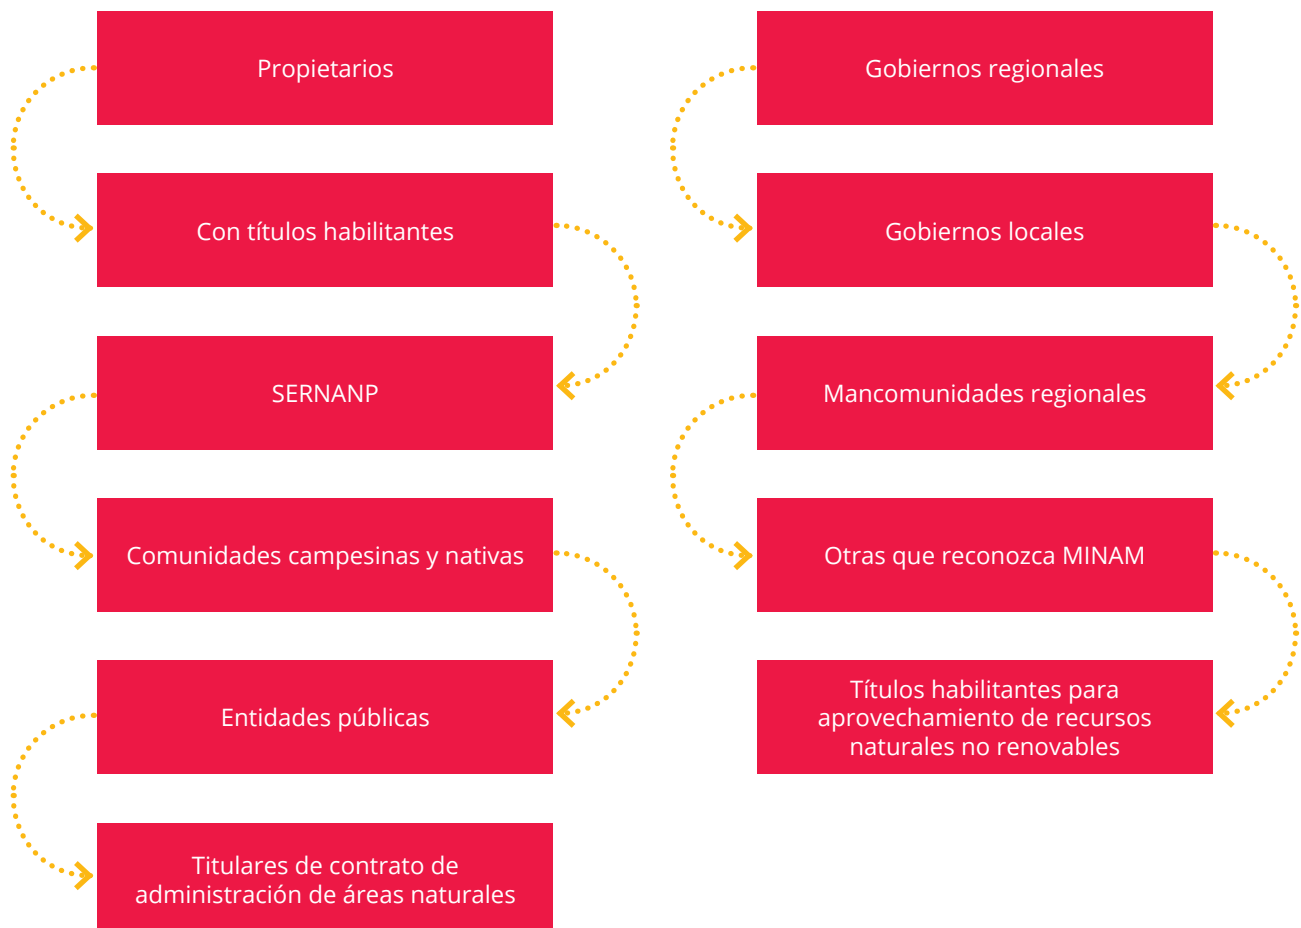 Propietarios
Con títulos habilitantes
SERNANP
Comunidades campesinas y nativas
Entidades públicas
Titulares de contrato de
administración de áreas naturales
Gobiernos regionales
Gobiernos locales
Mancomunidades regionales
Otras que reconozca MINAM
Títulos habilitantes para
aprovechamiento de recursos
naturales no renovables